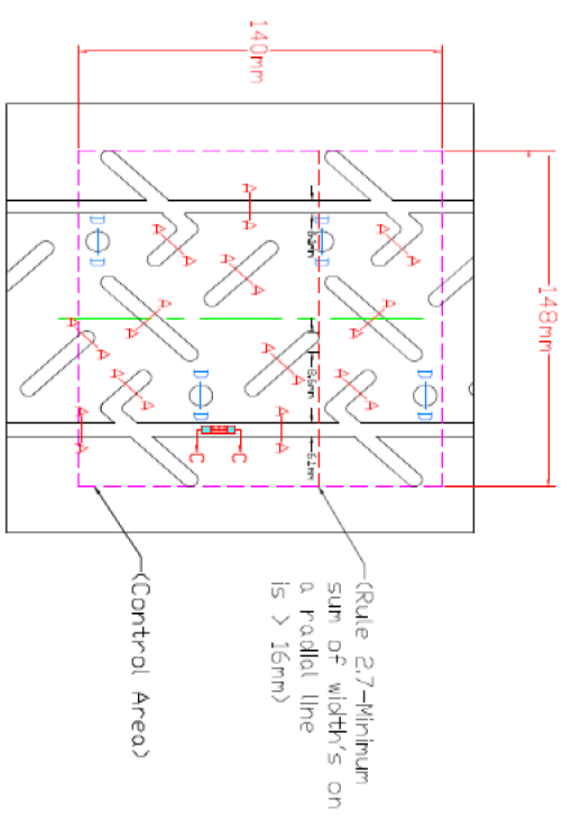 140mm
148mm
A A
D D
D D
A A
A A
A A
A A
A A
A A
A A
A A
A A
D D
D D
A A
A A
C C
(Rule 2.7-Minimum
sum of width's on
a radial line
is > 16mm)
(Control Area)